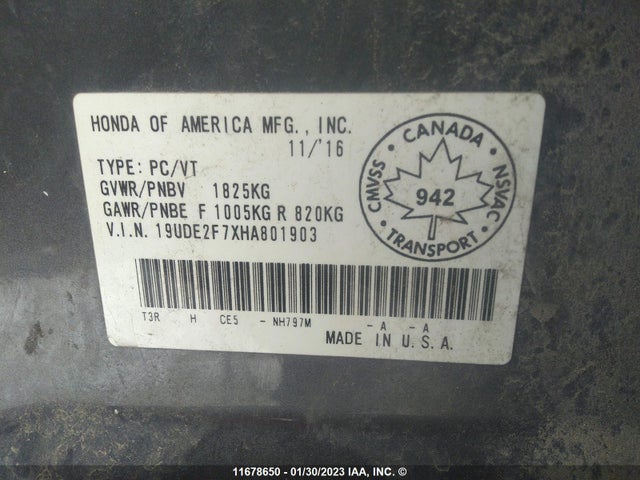 HONDA OF AMERICA MFG., INC.
11/'16
TYPE: PC/VT
GVWR/PNBV 1825KG
GAWR/PNBE F 1005KG R 820KG
V.I.N. 19UDE2F7XHA801903
CANADA
CMVSS
NSVAC
942
TRANSPORT
T3R H CE5 - NH797M - A - A
-
MADE IN U.S.A.
11678650 - 01/30/2023 IAA, INC. ©